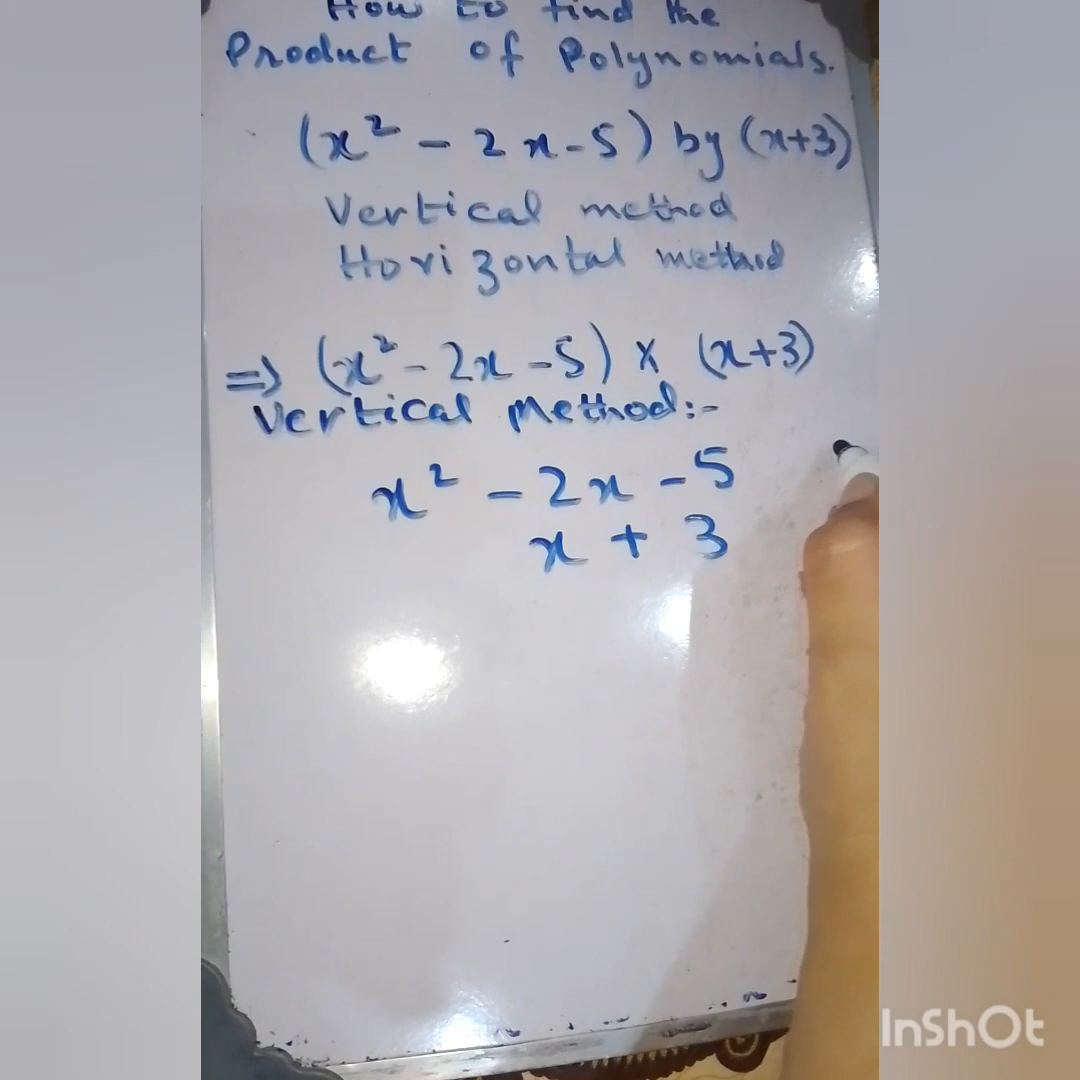 How to find the
Product of Polynomials.
(x² - 2x - 5) by (x+3)
Vertical method
Horizontal method
=> (x² - 2x - 5) x (x+3)
Vertical Method:-
x² - 2x - 5
x + 3
InShOt